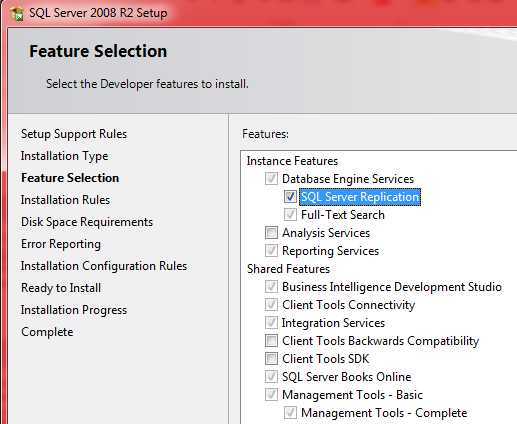 SQL Server 2008 R2 Setup
Feature Selection
Select the Developer features to install.
Setup Support Rules
Installation Type
Feature Selection
Installation Rules
Disk Space Requirements
Error Reporting
Installation Configuration Rules
Ready to Install
Installation Progress
Complete
Features:
Instance Features
Database Engine Services
SQL Server Replication
Full-Text Search
Analysis Services
Reporting Services
Shared Features
Business Intelligence Development Studio
Client Tools Connectivity
Integration Services
Client Tools Backwards Compatibility
Client Tools SDK
SQL Server Books Online
Management Tools - Basic
Management Tools - Complete